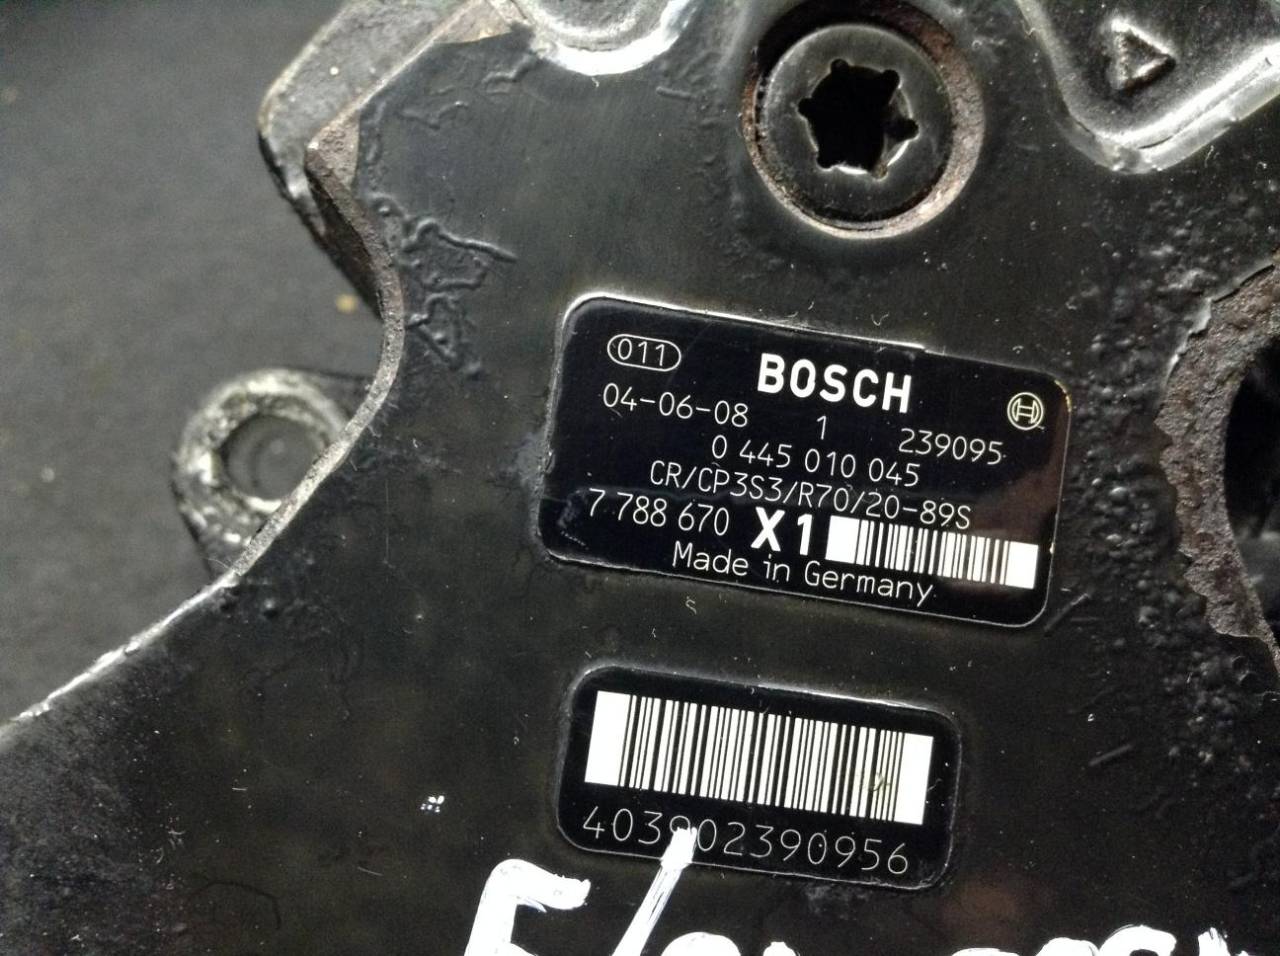 011
BOSCH
04-06-08 1 239095
0 445 010 045
CR/CP3S3/R70/20-89S
7 788 670 X1
Made in Germany
403902390956